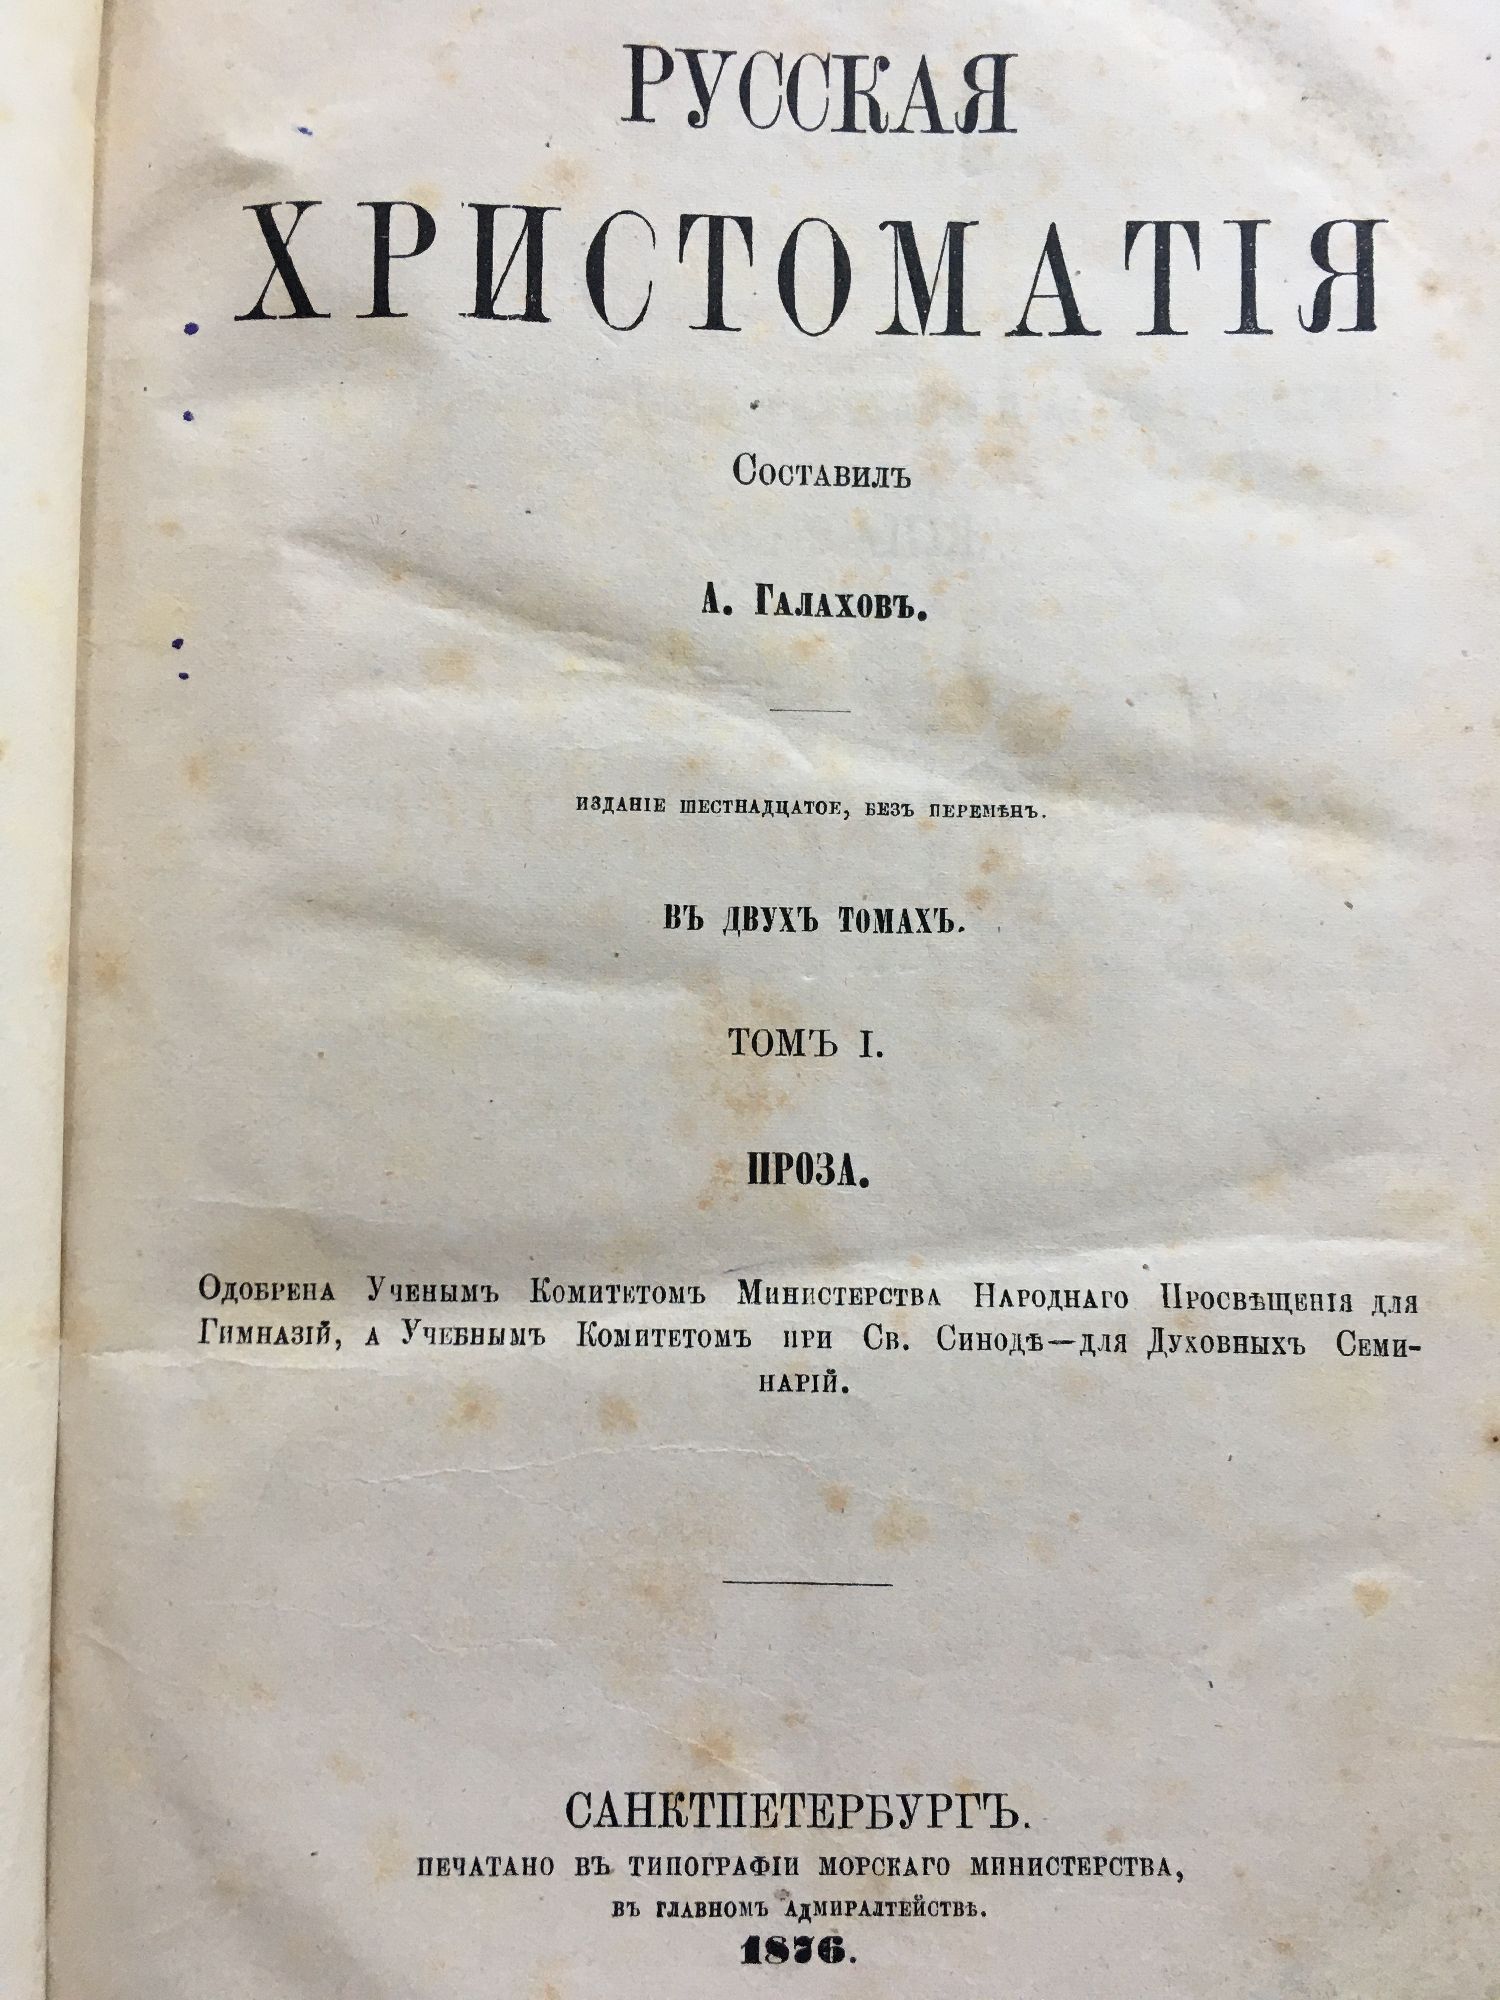 РУССКАЯ
ХРИСТОМАТІЯ
Составилъ
А. Галаховъ.
ИЗДАНІЕ ШЕСТНАДЦАТОЕ, БЕЗЪ ПЕРЕМѢНЪ.
ВЪ ДВУХЪ ТОМАХЪ.
ТОМЪ I.
ПРОЗА.
Одобрена Ученымъ Комитетомъ Министерства Народнаго Просвѣщенія для
Гимназій, а Учебнымъ Комитетомъ при Св. Синодѣ—для Духовныхъ Семи-
нарій.
САНКТПЕТЕРБУРГЪ.
ПЕЧАТАНО ВЪ ТИПОГРАФІИ МОРСКАГО МИНИСТЕРСТВА,
ВЪ ГЛАВНОМЪ АДМИРАЛТЕЙСТВѢ.
1876.